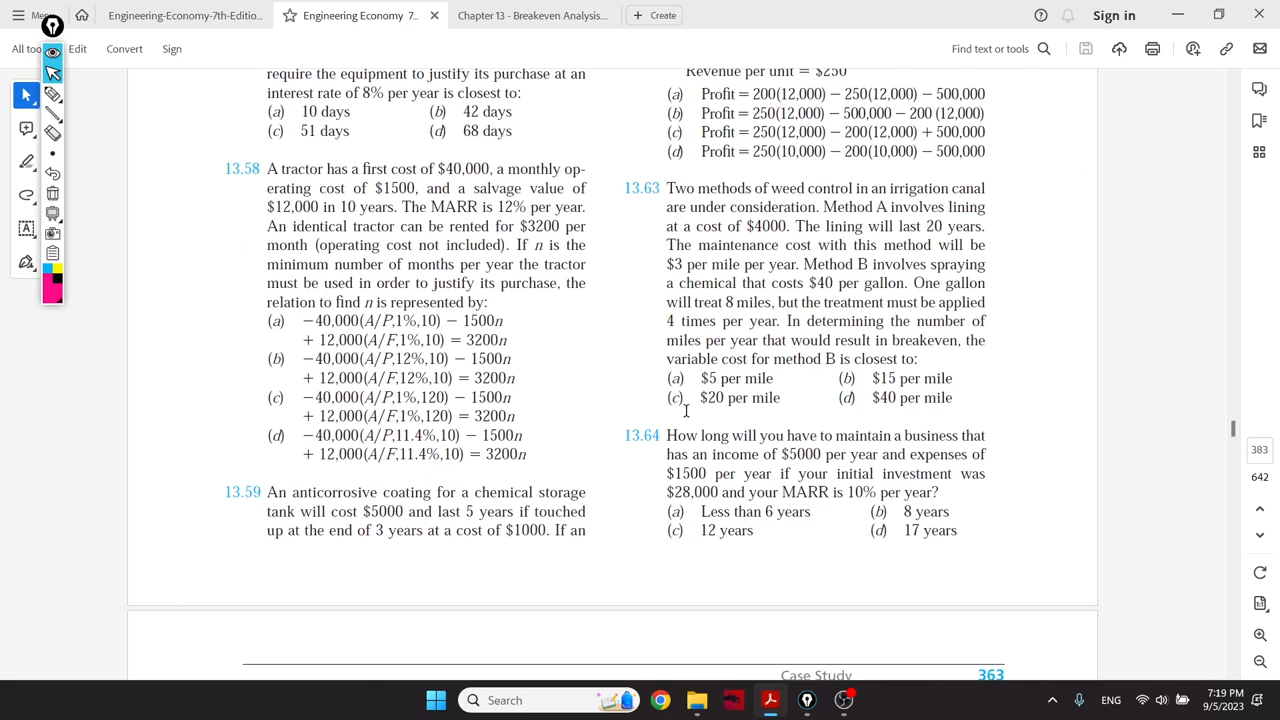 Menu
Engineering-Economy-7th-Editio...
Engineering Economy 7...
Chapter 13 - Breakeven Analysis...
Create
Sign in
All tools
Edit
Convert
Sign
Find text or tools
require the equipment to justify its purchase at an
interest rate of 8% per year is closest to:
(a) 10 days (b) 42 days
(c) 51 days (d) 68 days
13.58 A tractor has a first cost of $40,000, a monthly op-
erating cost of $1500, and a salvage value of
$12,000 in 10 years. The MARR is 12% per year.
An identical tractor can be rented for $3200 per
month (operating cost not included). If n is the
minimum number of months per year the tractor
must be used in order to justify its purchase, the
relation to find n is represented by:
(a) −40,000(A/P,1%,10) − 1500n
+ 12,000(A/F,1%,10) = 3200n
(b) −40,000(A/P,12%,10) − 1500n
+ 12,000(A/F,12%,10) = 3200n
(c) −40,000(A/P,1%,120) − 1500n
+ 12,000(A/F,1%,120) = 3200n
(d) −40,000(A/P,11.4%,10) − 1500n
+ 12,000(A/F,11.4%,10) = 3200n
13.59 An anticorrosive coating for a chemical storage
tank will cost $5000 and last 5 years if touched
up at the end of 3 years at a cost of $1000. If an
Revenue per unit = $250
(a) Profit = 200(12,000) − 250(12,000) − 500,000
(b) Profit = 250(12,000) − 500,000 − 200 (12,000)
(c) Profit = 250(12,000) − 200(12,000) + 500,000
(d) Profit = 250(10,000) − 200(10,000) − 500,000
13.63 Two methods of weed control in an irrigation canal
are under consideration. Method A involves lining
at a cost of $4000. The lining will last 20 years.
The maintenance cost with this method will be
$3 per mile per year. Method B involves spraying
a chemical that costs $40 per gallon. One gallon
will treat 8 miles, but the treatment must be applied
4 times per year. In determining the number of
miles per year that would result in breakeven, the
variable cost for method B is closest to:
(a) $5 per mile (b) $15 per mile
(c) $20 per mile (d) $40 per mile
13.64 How long will you have to maintain a business that
has an income of $5000 per year and expenses of
$1500 per year if your initial investment was
$28,000 and your MARR is 10% per year?
(a) Less than 6 years (b) 8 years
(c) 12 years (d) 17 years
Case Study 363
383
642
Search
ENG
7:19 PM
9/5/2023